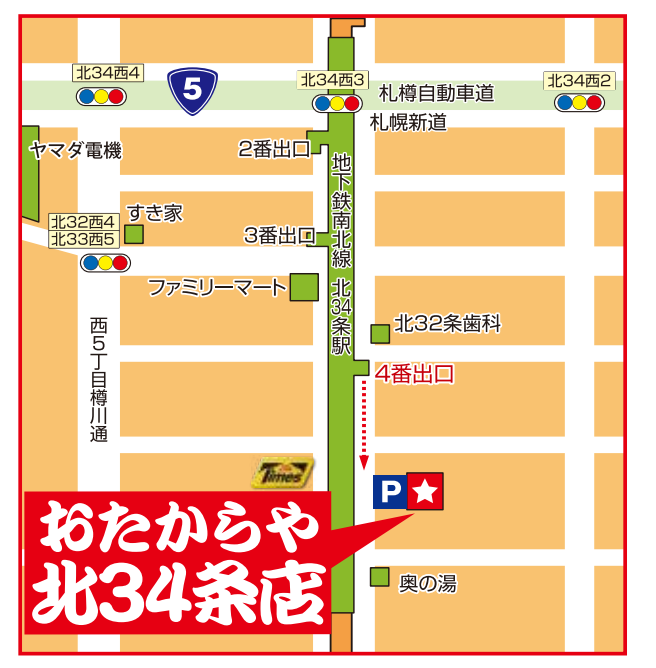 北34西4
5
北34西3
北34西2
札樽自動車道
札幌新道
ヤマダ電機
2番出口
地下鉄南北線 北34条駅
すき家
北32西4
北33西5
3番出口
ファミリーマート
北32条歯科
西5丁目樽川通
4番出口
Times
P
おたからや
北34条店
奥の湯